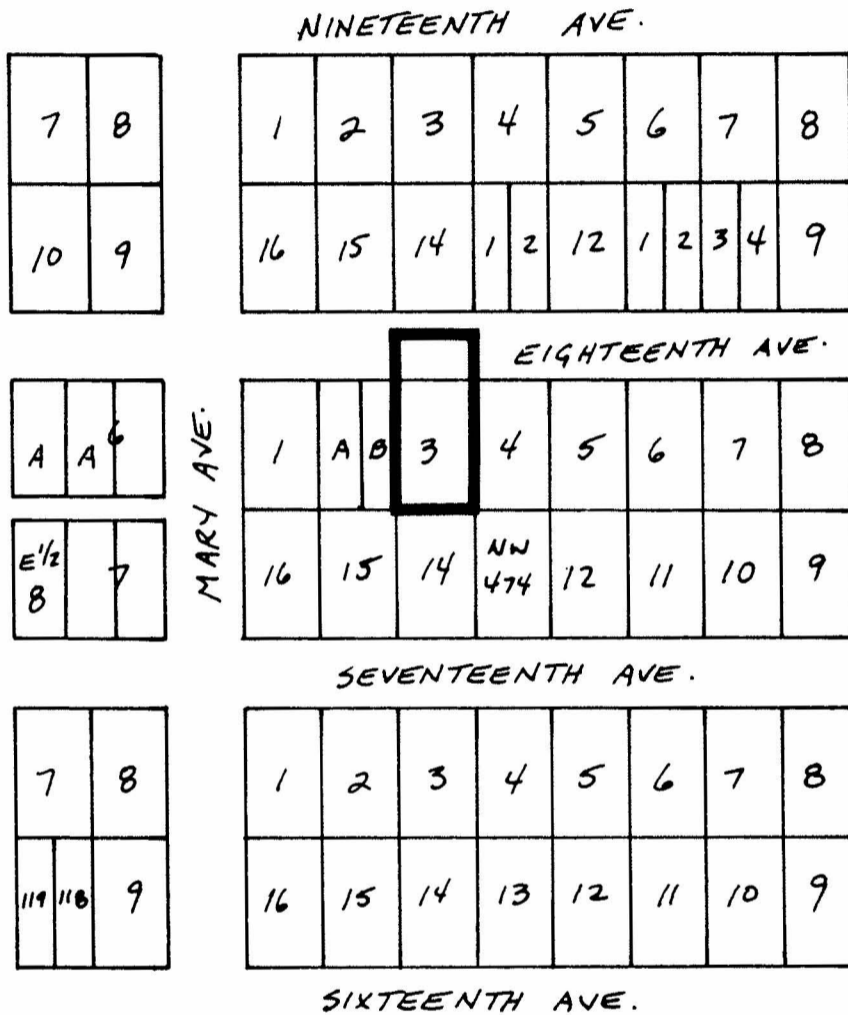 NINETEENTH AVE.
7 8 1 2 3 4 5 6 7 8
10 9 16 15 14 1 2 12 1 2 3 4 9
EIGHTEENTH AVE.
A A 6 1 A B 3 4 5 6 7 8
MARY AVE.
E½ 8 7 16 15 14 NW 474 12 11 10 9
SEVENTEENTH AVE.
7 8 1 2 3 4 5 6 7 8
119 118 9 16 15 14 13 12 11 10 9
SIXTEENTH AVE.